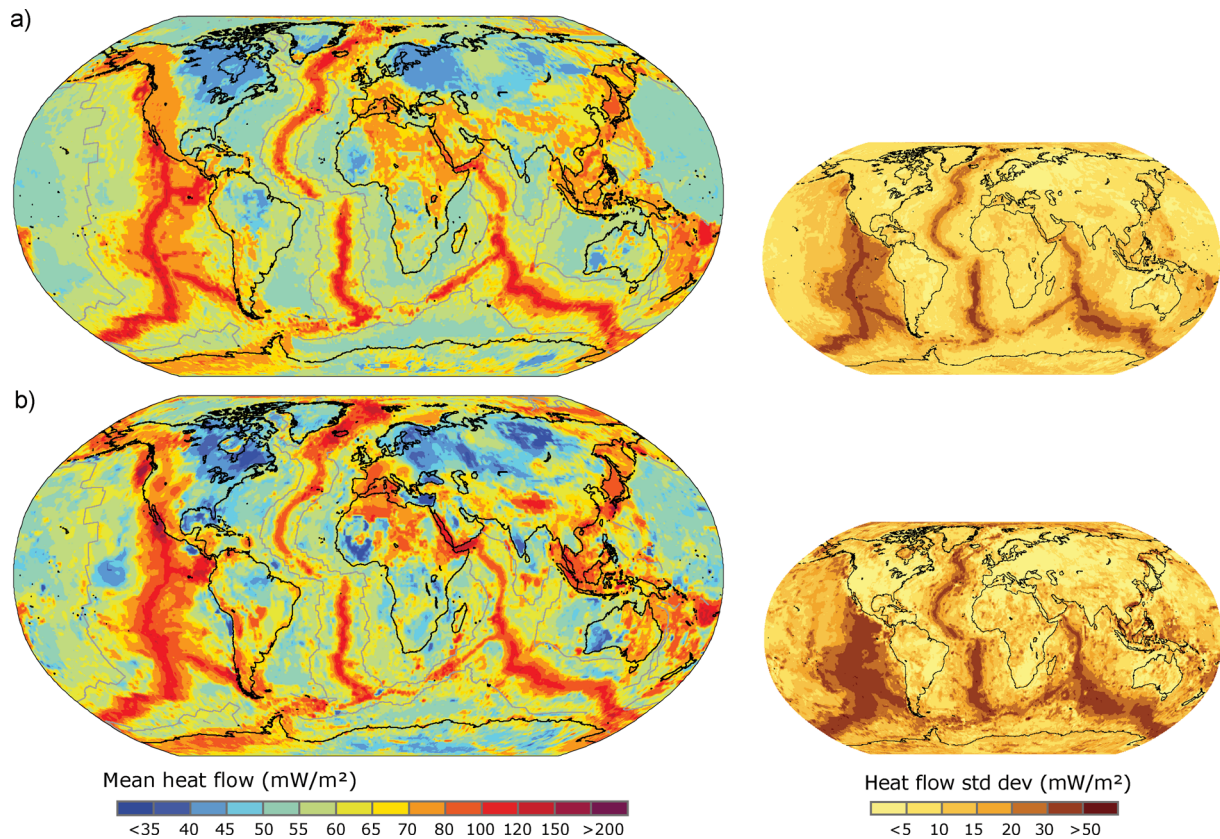 a)
b)
Mean heat flow (mW/m²)
<35 40 45 50 55 60 65 70 80 100 120 150 >200
Heat flow std dev (mW/m²)
<5 10 15 20 30 >50